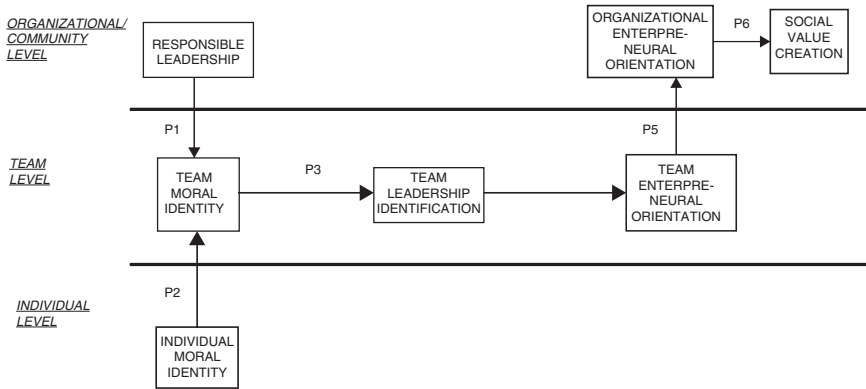 ORGANIZATIONAL/
COMMUNITY
LEVEL
RESPONSIBLE
LEADERSHIP
ORGANIZATIONAL
ENTERPRE-
NEURAL
ORIENTATION
P6
SOCIAL
VALUE
CREATION
P1
P5
TEAM
LEVEL
TEAM
MORAL
IDENTITY
P3
TEAM
LEADERSHIP
IDENTIFICATION
TEAM
ENTERPRE-
NEURAL
ORIENTATION
P2
INDIVIDUAL
LEVEL
INDIVIDUAL
MORAL
IDENTITY